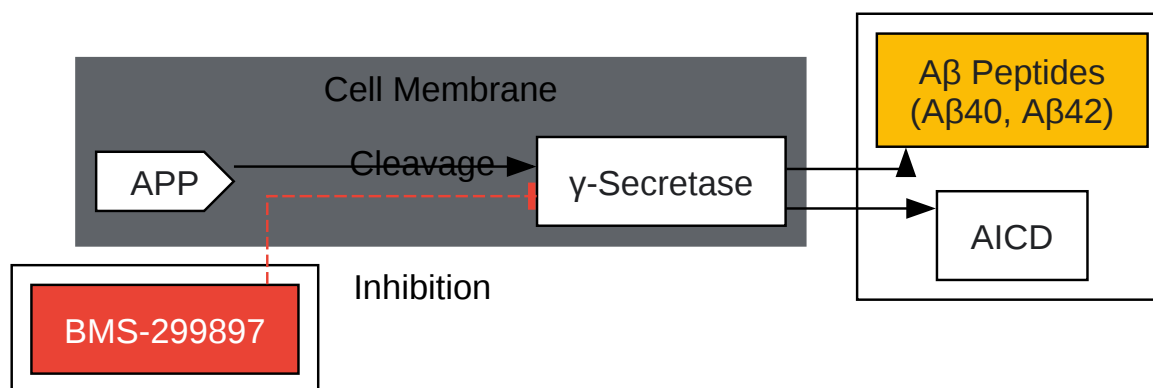 Cell Membrane
Aβ Peptides
(Aβ40, Aβ42)
APP
Cleavage
γ-Secretase
AICD
Inhibition
BMS-299897